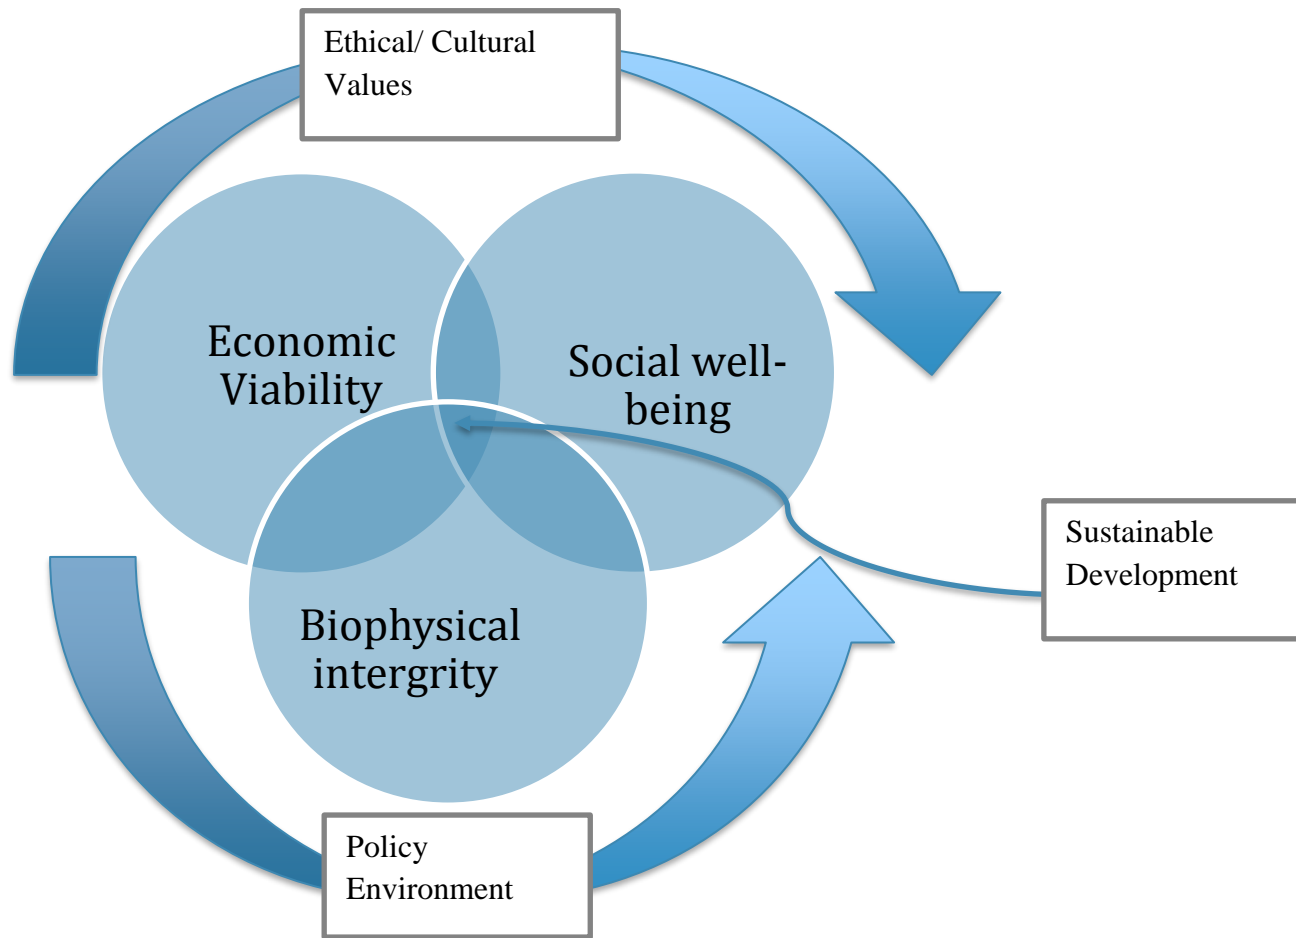 Ethical/ Cultural
Values
Economic
Viability
Social well-
being
Sustainable
Development
Biophysical
intergrity
Policy
Environment